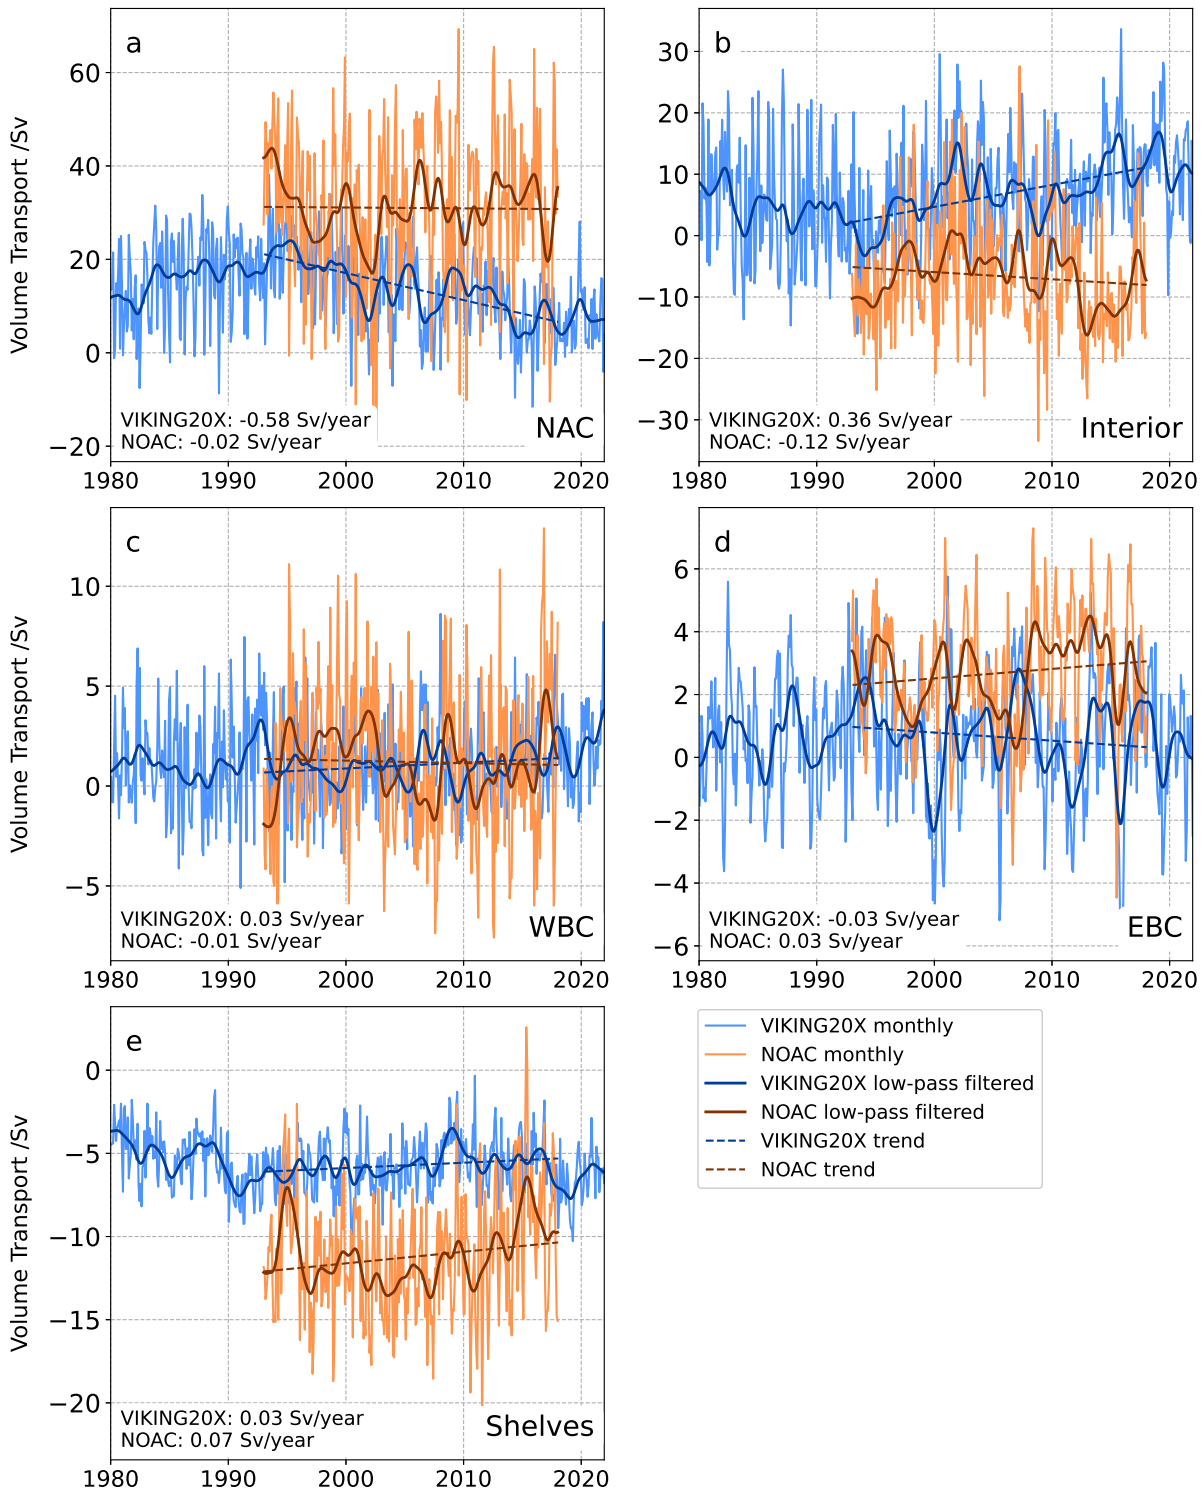 a
b
Volume Transport /Sv
60
40
20
0
−20
30
20
10
0
−10
−20
−30
VIKING20X: -0.58 Sv/year
NOAC: -0.02 Sv/year
NAC
VIKING20X: 0.36 Sv/year
NOAC: -0.12 Sv/year
Interior
1980 1990 2000 2010 2020
1980 1990 2000 2010 2020
c
d
Volume Transport /Sv
10
5
0
−5
6
4
2
0
−2
−4
−6
VIKING20X: 0.03 Sv/year
NOAC: -0.01 Sv/year
WBC
VIKING20X: -0.03 Sv/year
NOAC: 0.03 Sv/year
EBC
1980 1990 2000 2010 2020
1980 1990 2000 2010 2020
e
Volume Transport /Sv
0
−5
−10
−15
−20
VIKING20X: 0.03 Sv/year
NOAC: 0.07 Sv/year
Shelves
1980 1990 2000 2010 2020
VIKING20X monthly
NOAC monthly
VIKING20X low-pass filtered
NOAC low-pass filtered
VIKING20X trend
NOAC trend